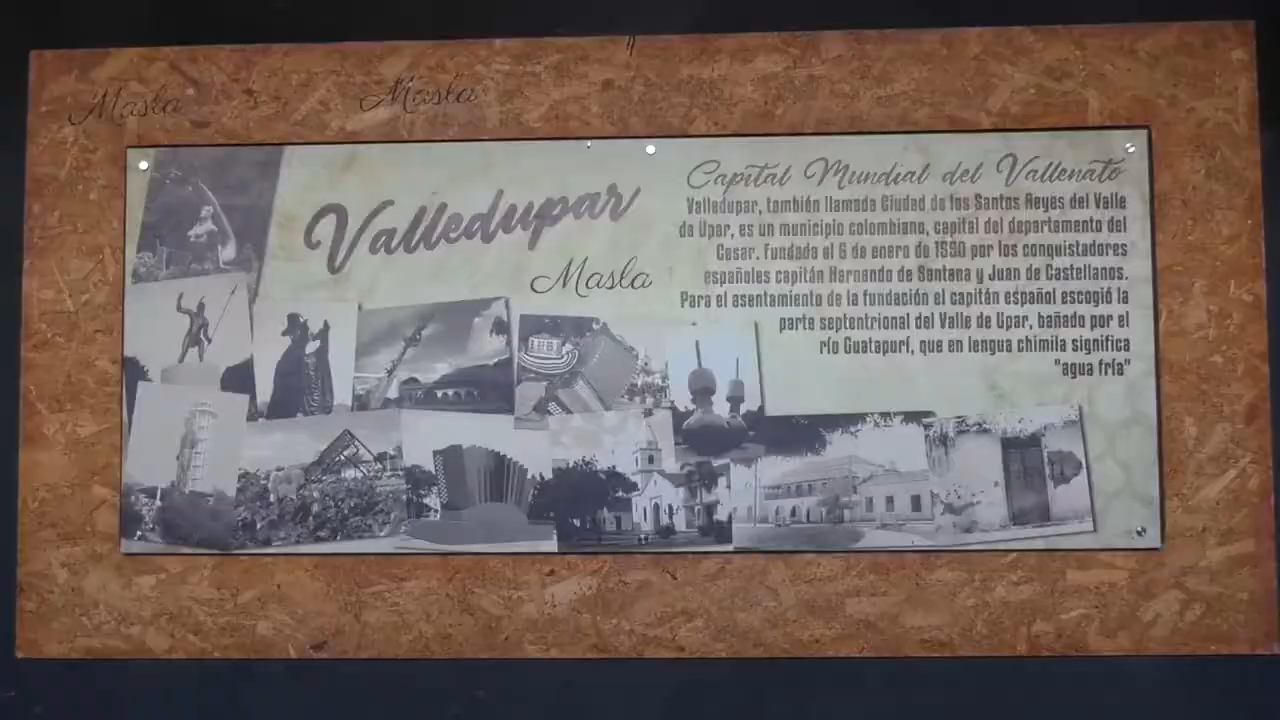 Masla
Masla
Valledupar
Masla
Capital Mundial del Vallenato
Valledupar, también llamada Ciudad de los Santos Reyes del Valle
de Upar, es un municipio colombiano, capital del departamento del
Cesar. Fundada el 6 de enero de 1550 por los conquistadores
españoles capitán Hernando de Santana y Juan de Castellanos.
Para el asentamiento de la fundación el capitán español escogió la
parte septentrional del Valle de Upar, bañado por el
río Guatapurí, que en lengua chimila significa
"agua fría"